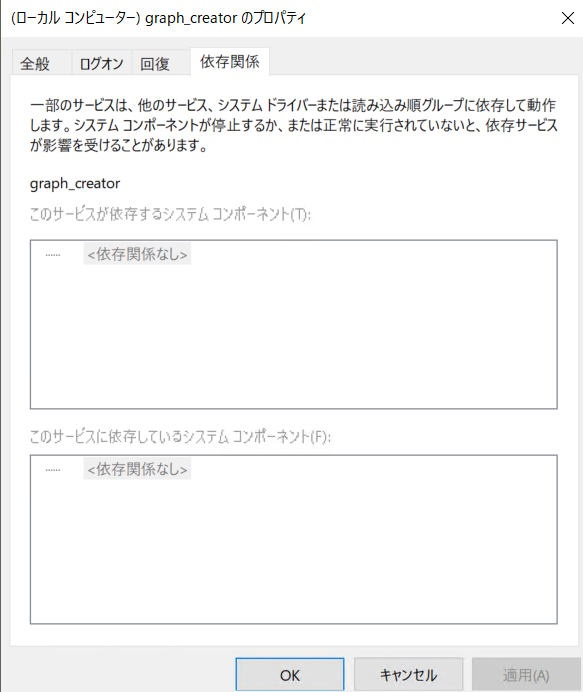 (ローカル コンピューター) graph_creator のプロパティ
全般 ログオン 回復 依存関係
一部のサービスは、他のサービス、システム ドライバーまたは読み込み順グループに依存して動作
します。システム コンポーネントが停止するか、または正常に実行されていないと、依存サービス
が影響を受けることがあります。
graph_creator
このサービスが依存するシステム コンポーネント(T):
<依存関係なし>
このサービスに依存しているシステム コンポーネント(F):
<依存関係なし>
OK キャンセル 適用(A)